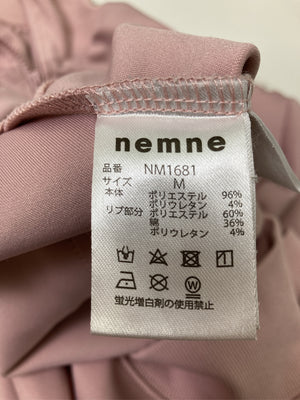 nemne
品番 NM1681
サイズ M
本体 ポリエステル 96%
ポリウレタン 4%
リブ部分 ポリエステル 60%
綿 36%
ポリウレタン 4%
蛍光増白剤の使用禁止